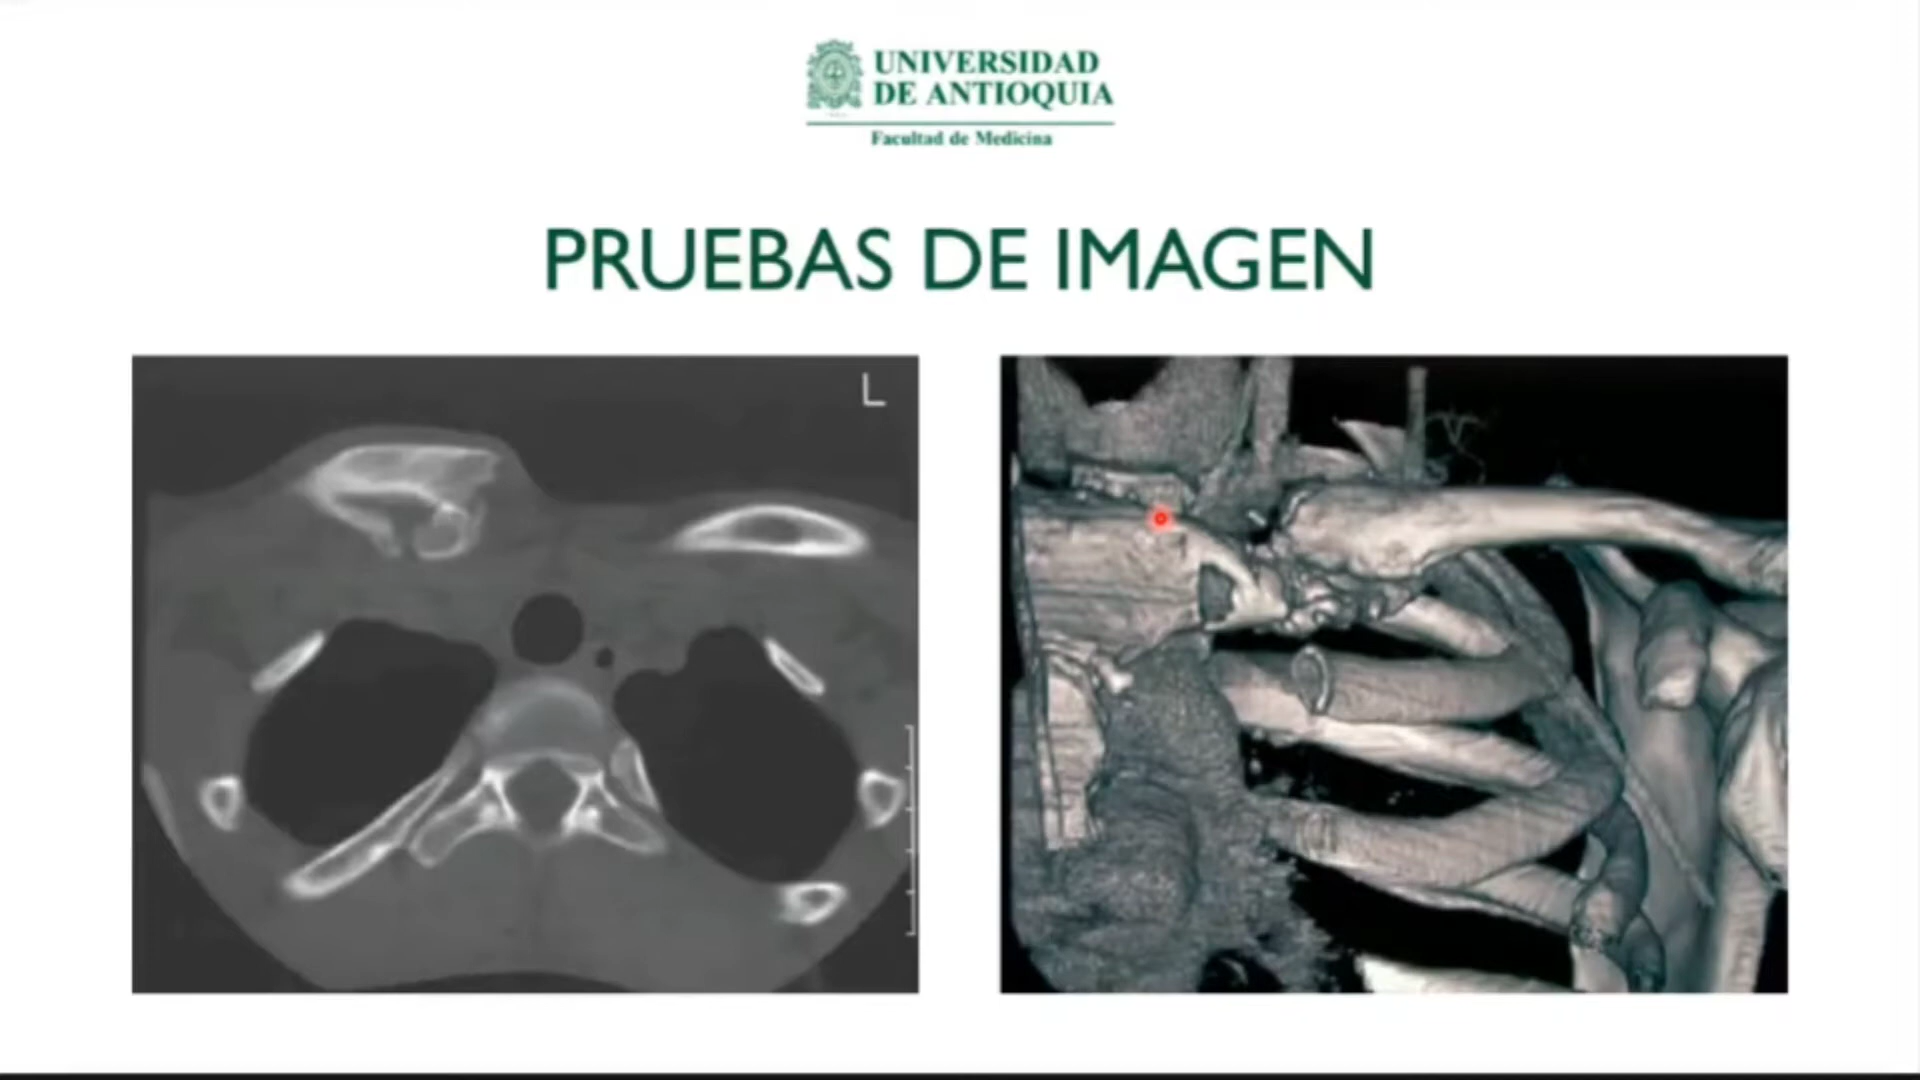 UNIVERSIDAD
DE ANTIOQUIA
Facultad de Medicina
PRUEBAS DE IMAGEN
L